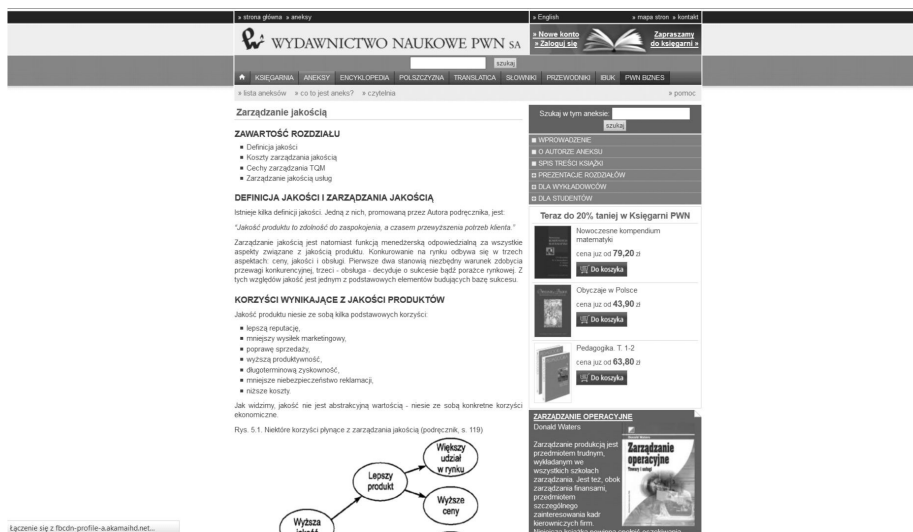 » strona główna » aneksy
» English » mapa stron » kontakt
WYDAWNICTWO NAUKOWE PWN SA
» Nowe konto
» Zaloguj się
Zapraszamy
do księgarni »
szukaj
KSIĘGARNIA ANEKSY ENCYKLOPEDIA POLSZCZYZNA TRANSLATICA SŁOWNIKI PRZEWODNIKI IBUK PWN BIZNES
» lista aneksów » co to jest aneks? » czytelnia » pomoc
Zarządzanie jakością
ZAWARTOŚĆ ROZDZIAŁU
Definicja jakości
Koszty zarządzania jakością
Cechy zarządzania TQM
Zarządzanie jakością usług
DEFINICJA JAKOŚCI I ZARZĄDZANIA JAKOŚCIĄ
Istnieje kilka definicji jakości. Jedną z nich, promowaną przez Autora podręcznika, jest:
"Jakość produktu to zdolność do zaspokojenia, a czasem przewyższenia potrzeb klienta."
Zarządzanie jakością jest natomiast funkcją menedżerską odpowiedzialną za wszystkie
aspekty związane z jakością produktu. Konkurowanie na rynku odbywa się w trzech
aspektach: ceny, jakości i obsługi. Pierwsze dwa stanowią niezbędny warunek zdobycia
przewagi konkurencyjnej, trzeci - obsługa - decyduje o sukcesie bądź porażce rynkowej. Z
tych względów jakość jest jednym z podstawowych elementów budujących bazę sukcesu.
KORZYŚCI WYNIKAJĄCE Z JAKOŚCI PRODUKTÓW
Jakość produktu niesie ze sobą kilka podstawowych korzyści:
lepszą reputację,
mniejszy wysiłek marketingowy,
poprawę sprzedaży,
wyższą produktywność,
długoterminową zyskowność,
mniejsze niebezpieczeństwo reklamacji,
niższe koszty.
Jak widzimy, jakość nie jest abstrakcyjną wartością - niesie ze sobą konkretne korzyści
ekonomiczne.
Rys. 5.1. Niektóre korzyści płynące z zarządzania jakością (podręcznik, s. 119)
Większy
udział
w rynku
Lepszy
produkt
Wyższe
ceny
Wyższa
jakość
Szukaj w tym aneksie:
szukaj
WPROWADZENIE
O AUTORZE ANEKSU
SPIS TREŚCI KSIĄŻKI
PREZENTACJE ROZDZIAŁÓW
DLA WYKŁADOWCÓW
DLA STUDENTÓW
Teraz do 20% taniej w Księgarni PWN
Nowoczesne kompendium
matematyki
cena już od 79,20 zł
Do koszyka
Obyczaje w Polsce
cena już od 43,90 zł
Do koszyka
Pedagogika. T. 1-2
cena już od 63,80 zł
Do koszyka
ZARZĄDZANIE OPERACYJNE
Donald Waters
Zarządzanie produkcją jest
przedmiotem trudnym,
wykładanym we
wszystkich szkołach
zarządzania. Jest też, obok
zarządzania finansami,
przedmiotem
szczególnego
zainteresowania kadr
kierowniczych firm.
Zarządzanie
operacyjne
Łączenie się z fbcdn-profile-a.akamaihd.net...